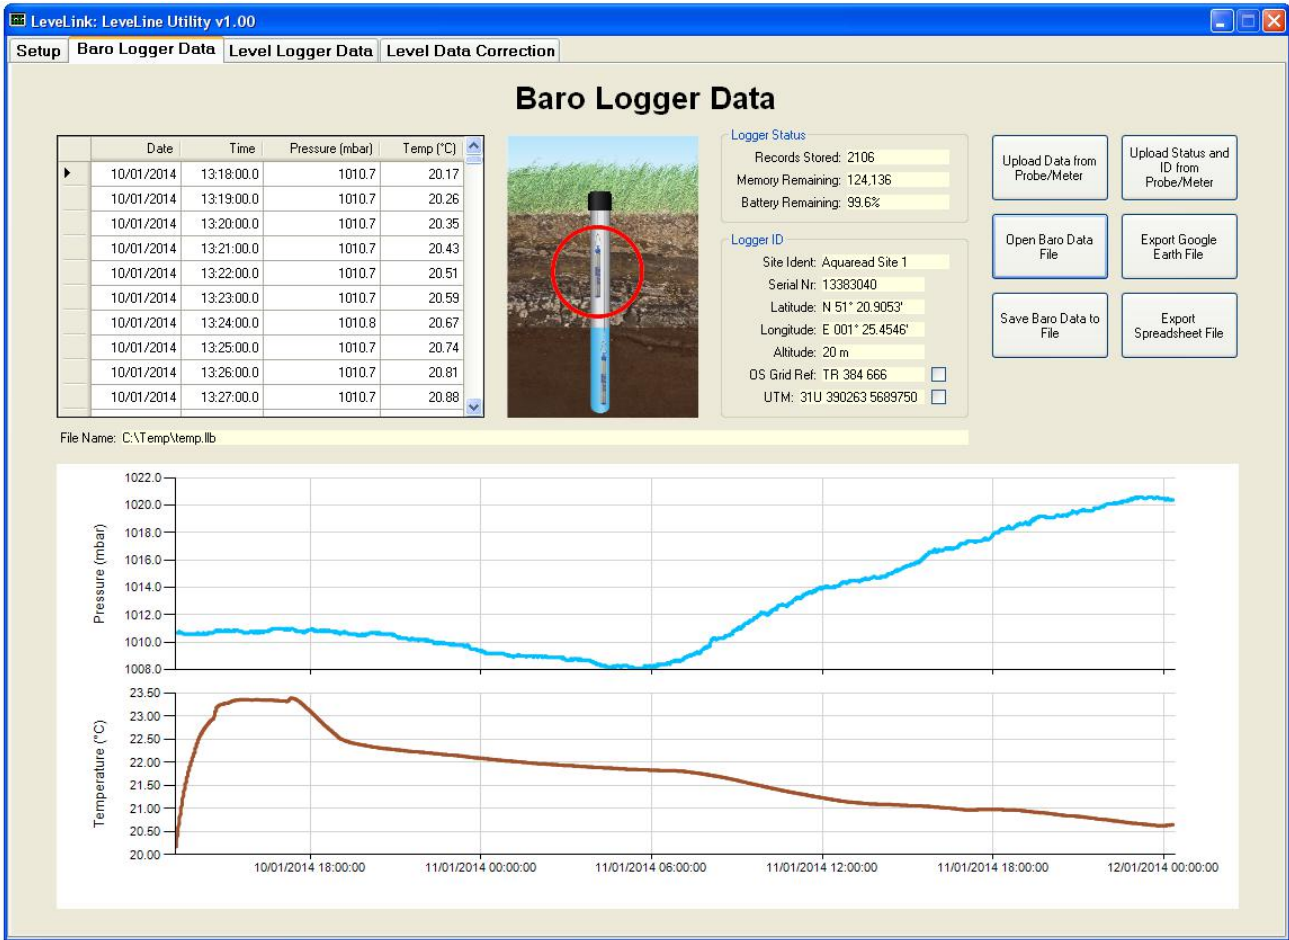 LeveLink: LeveLine Utility v1.00
Setup Baro Logger Data Level Logger Data Level Data Correction
Baro Logger Data
Date Time Pressure (mbar) Temp (°C)
10/01/2014 13:18:00.0 1010.7 20.17
10/01/2014 13:19:00.0 1010.7 20.26
10/01/2014 13:20:00.0 1010.7 20.35
10/01/2014 13:21:00.0 1010.7 20.43
10/01/2014 13:22:00.0 1010.7 20.51
10/01/2014 13:23:00.0 1010.7 20.59
10/01/2014 13:24:00.0 1010.8 20.67
10/01/2014 13:25:00.0 1010.7 20.74
10/01/2014 13:26:00.0 1010.7 20.81
10/01/2014 13:27:00.0 1010.7 20.88
Logger Status
Records Stored: 2106
Memory Remaining: 124,136
Battery Remaining: 99.6%
Logger ID
Site Ident: Aquaread Site 1
Serial Nr: 13383040
Latitude: N 51° 20.9053'
Longitude: E 001° 25.4546'
Altitude: 20 m
OS Grid Ref: TR 384 666
UTM: 31U 390263 5689750
Upload Data from
Probe/Meter
Upload Status and
ID from
Probe/Meter
Open Baro Data
File
Export Google
Earth File
Save Baro Data to
File
Export
Spreadsheet File
File Name: C:\Temp\temp.llb
Pressure (mbar)
1022.0
1020.0
1018.0
1016.0
1014.0
1012.0
1010.0
1008.0
Temperature (°C)
23.50
23.00
22.50
22.00
21.50
21.00
20.50
20.00
10/01/2014 18:00:00 11/01/2014 00:00:00 11/01/2014 06:00:00 11/01/2014 12:00:00 11/01/2014 18:00:00 12/01/2014 00:00:00